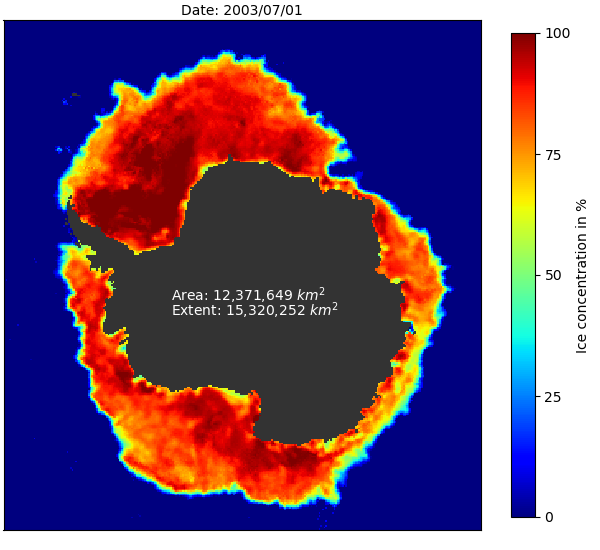 Date: 2003/07/01
100
75
50
25
0
Ice concentration in %
Area: 12,371,649 km²
Extent: 15,320,252 km²